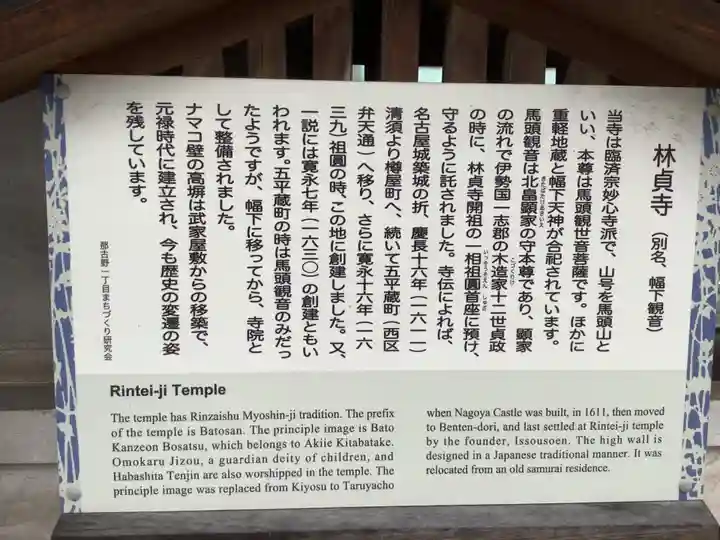 林貞寺 (別名、幅下観音)
当寺は臨済宗妙心寺派で、山号を馬頭山と
いい、本尊は馬頭観世音菩薩です。ほかに
重軽地蔵と幅下天神が合祀されています。
馬頭観音は北畠顕家の守本尊であり、顕家
の流れで伊勢国一志郡の木造家十二世貞政
の時に、林貞寺開祖の一相祖圓首座に預け、
守るように託されました。寺伝によれば、
名古屋城築城の折、慶長十六年(一六一一)
清須より樽屋町へ、続いて五平蔵町(西区
弁天通)へ移り、さらに寛永十六年(一六
三九)祖圓の時、この地に創建しました。又、
一説には寛永七年(一六三〇)の創建ともい
われます。五平蔵町の時は馬頭観音のみだっ
たようですが、幅下に移ってから、寺院と
して整備されました。
ナマコ壁の高塀は武家屋敷からの移築で、
元禄時代に建立され、今も歴史の変遷の姿
を残しています。
那古野一丁目まちづくり研究会
Rintei-ji Temple
The temple has Rinzaishu Myoshin-ji tradition. The prefix
of the temple is Batosan. The principle image is Bato
Kanzeon Bosatsu, which belongs to Akiie Kitabatake.
Omokaru Jizou, a guardian deity of children, and
Habashita Tenjin are also worshipped in the temple. The
principle image was replaced from Kiyosu to Taruyacho
when Nagoya Castle was built, in 1611, then moved
to Benten-dori, and last settled at Rintei-ji temple
by the founder, Issousoen. The high wall is
designed in a Japanese traditional manner. It was
relocated from an old samurai residence.